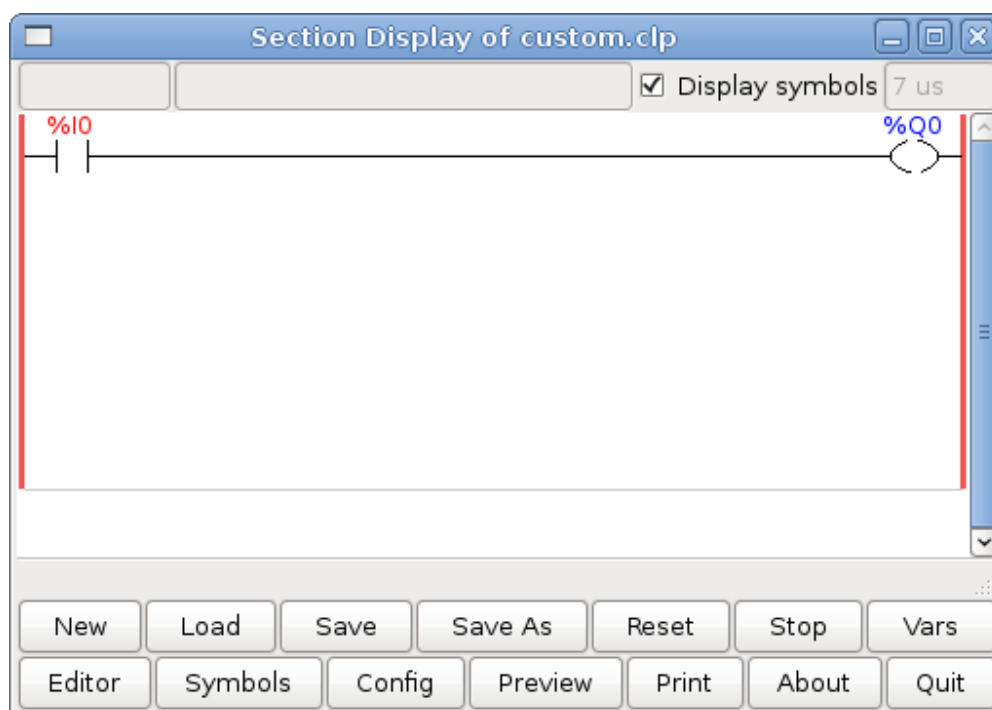 Section Display of custom.clp
Display symbols 7 us
%I0 %Q0
New Load Save Save As Reset Stop Vars
Editor Symbols Config Preview Print About Quit